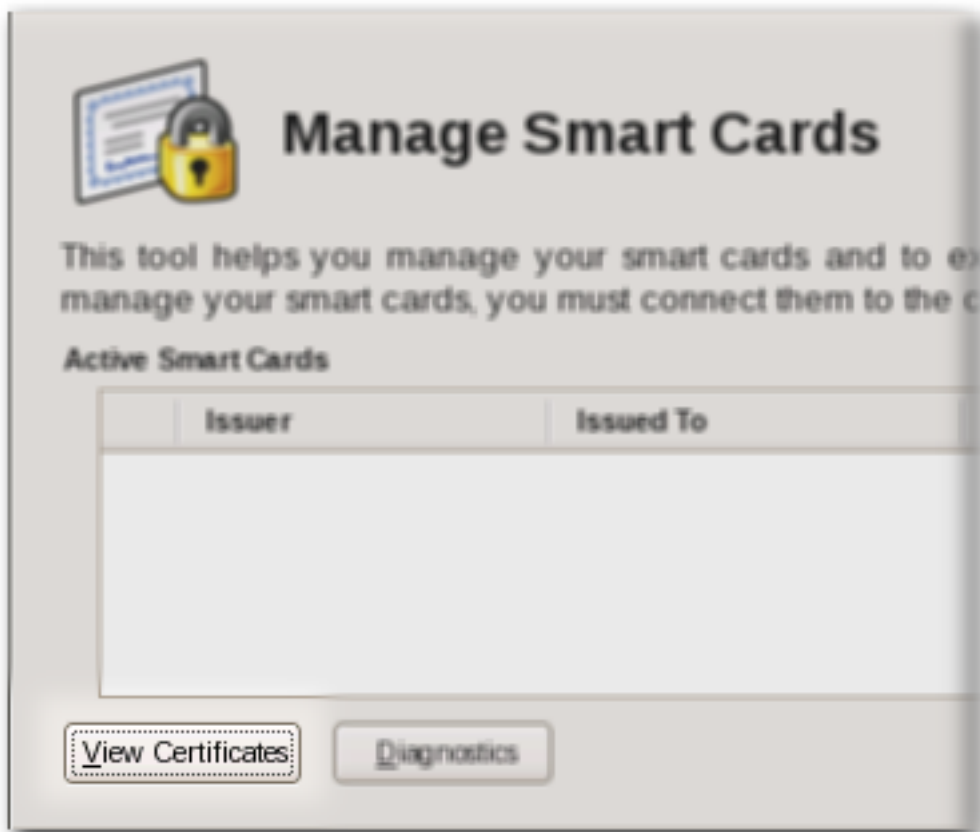 Manage Smart Cards
This tool helps you manage your smart cards and to
manage your smart cards, you must connect them to the
Active Smart Cards
Issuer Issued To
View Certificates Diagnostics